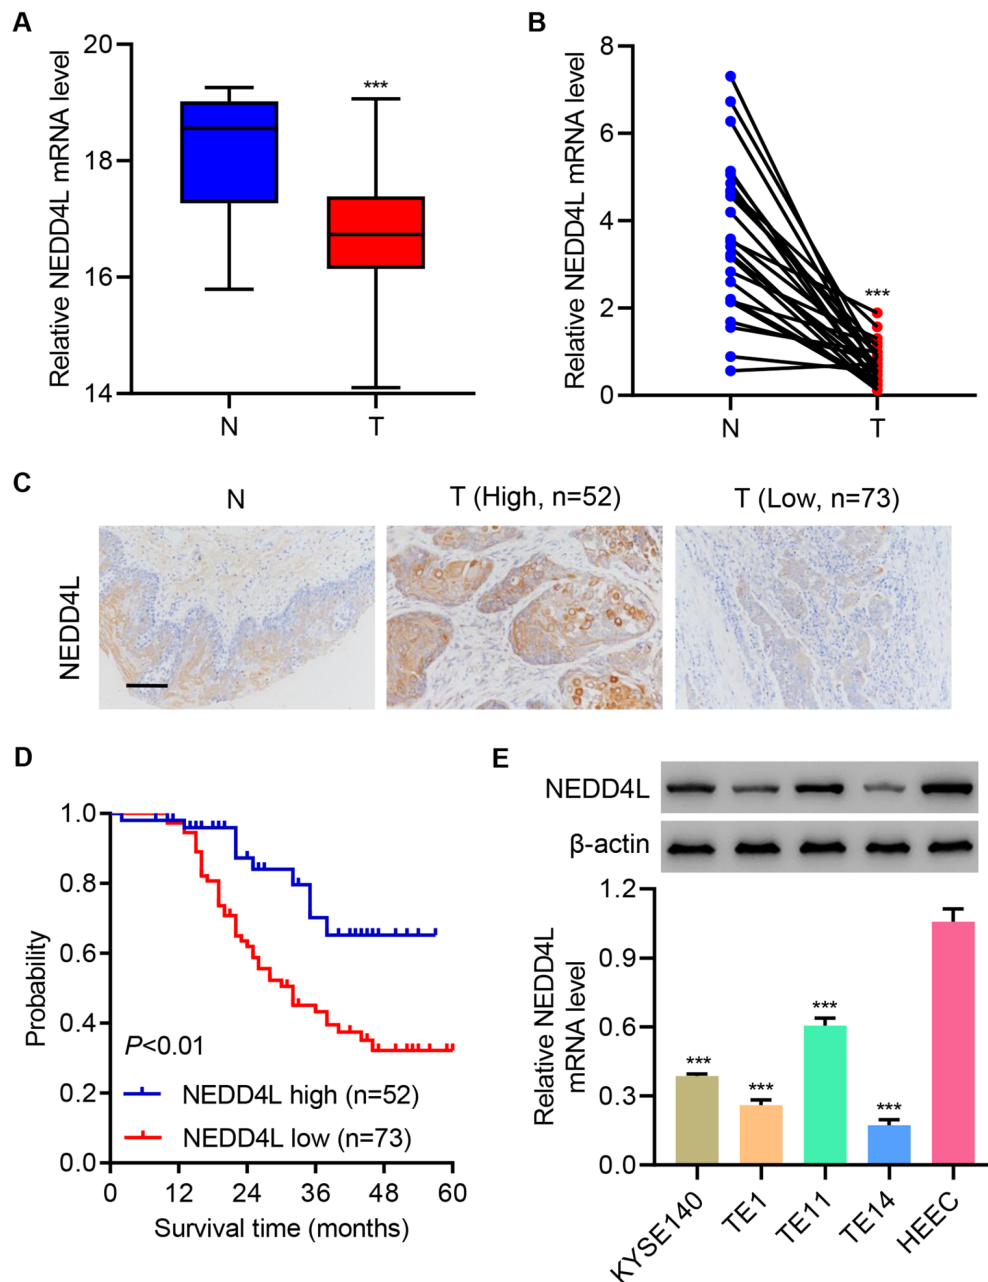 A
Relative NEDD4L mRNA level
20
18
16
14
***
N
T
B
Relative NEDD4L mRNA level
8
6
4
2
0
***
N
T
C
N
T (High, n=52)
T (Low, n=73)
NEDD4L
D
Probability
1.0
0.8
0.6
0.4
0.2
0.0
P<0.01
NEDD4L high (n=52)
NEDD4L low (n=73)
0
12
24
36
48
60
Survival time (months)
E
NEDD4L
β-actin
Relative NEDD4L
mRNA level
1.2
0.9
0.6
0.3
0.0
***
***
***
***
KYSE140
TE1
TE11
TE14
HEEC